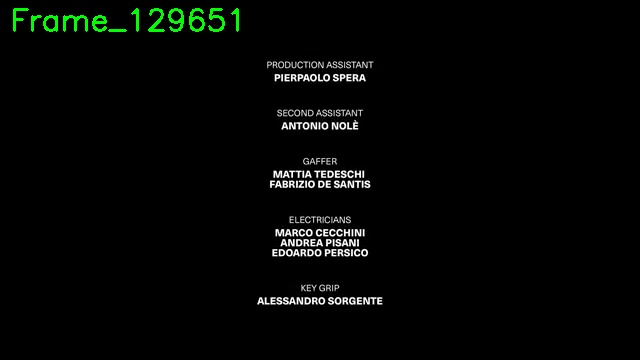 Frame_129651
PRODUCTION ASSISTANT
PIERPAOLO SPERA
SECOND ASSISTANT
ANTONIO NOLÈ
GAFFER
MATTIA TEDESCHI
FABRIZIO DE SANTIS
ELECTRICIANS
MARCO CECCHINI
ANDREA PISANI
EDOARDO PERSICO
KEY GRIP
ALESSANDRO SORGENTE